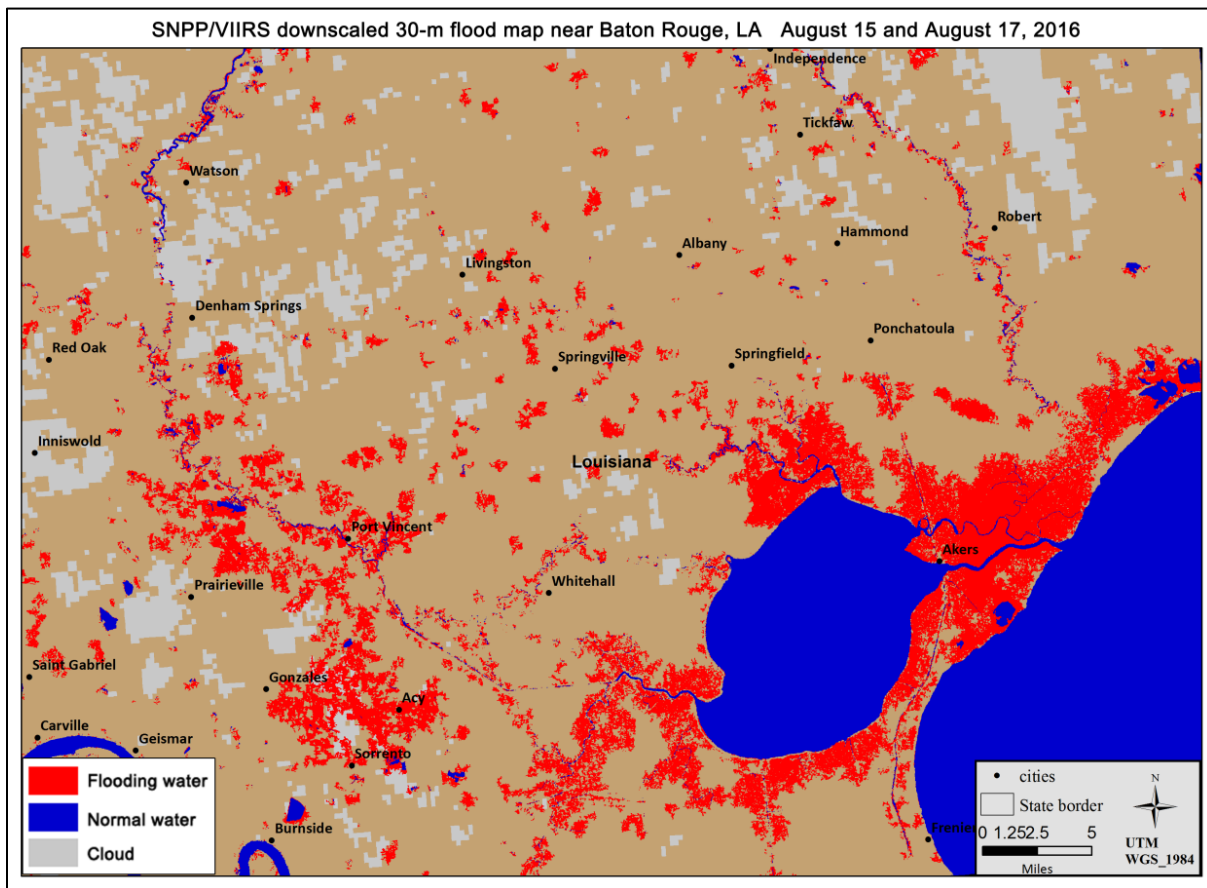 SNPP/VIIRS downscaled 30-m flood map near Baton Rouge, LA August 15 and August 17, 2016
Independence
Tickfaw
Watson
Robert
Hammond
Albany
Livingston
Denham Springs
Ponchatoula
Red Oak
Springville
Springfield
Inniswold
Louisiana
Port Vincent
Akers
Whitehall
Prairieville
Saint Gabriel
Gonzales
Acy
Carville
Geismar
Sorrento
Flooding water
Normal water
Cloud
Burnside
Frenier
cities
State border
N
0 1.25 2.5 5
Miles
UTM
WGS_1984